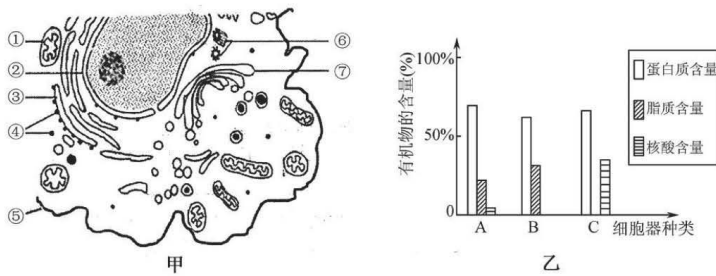 ①
②
③
④
⑤
⑥
⑦
甲
有机物的含量(%)
100%
50%
0
A B C 细胞器种类
蛋白质含量
脂质含量
核酸含量
乙